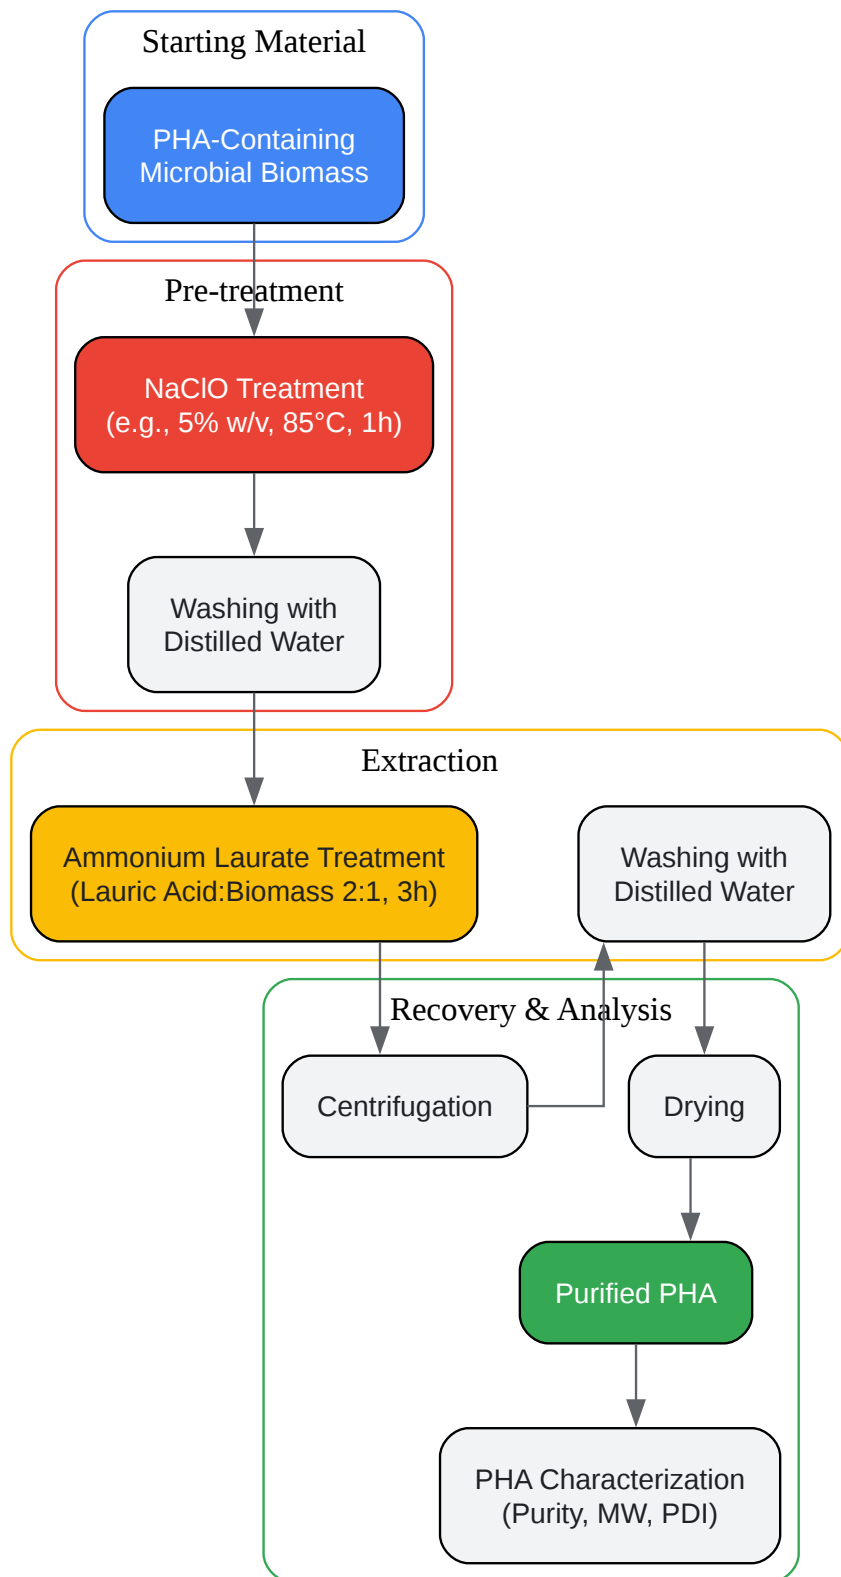 Starting Material
PHA-Containing
Microbial Biomass
Pre-treatment
NaClO Treatment
(e.g., 5% w/v, 85°C, 1h)
Washing with
Distilled Water
Extraction
Ammonium Laurate Treatment
(Lauric Acid:Biomass 2:1, 3h)
Washing with
Distilled Water
Recovery & Analysis
Centrifugation
Drying
Purified PHA
PHA Characterization
(Purity, MW, PDI)